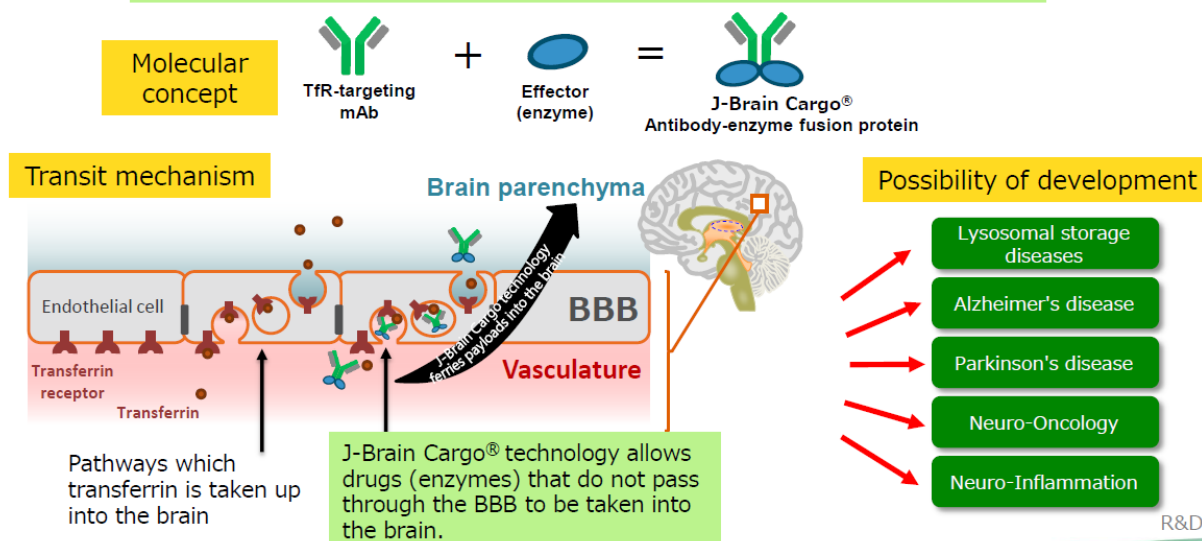 Molecular
concept
TfR-targeting
mAb
+
Effector
(enzyme)
=
J-Brain Cargo®
Antibody-enzyme fusion protein
Transit mechanism
Brain parenchyma
Possibility of development
J-Brain Cargo technology
ferries payloads into the brain
Endothelial cell
BBB
Transferrin
receptor
Transferrin
Vasculature
Pathways which
transferrin is taken up
into the brain
J-Brain Cargo® technology allows
drugs (enzymes) that do not pass
through the BBB to be taken into
the brain.
Lysosomal storage
diseases
Alzheimer's disease
Parkinson's disease
Neuro-Oncology
Neuro-Inflammation
R&D